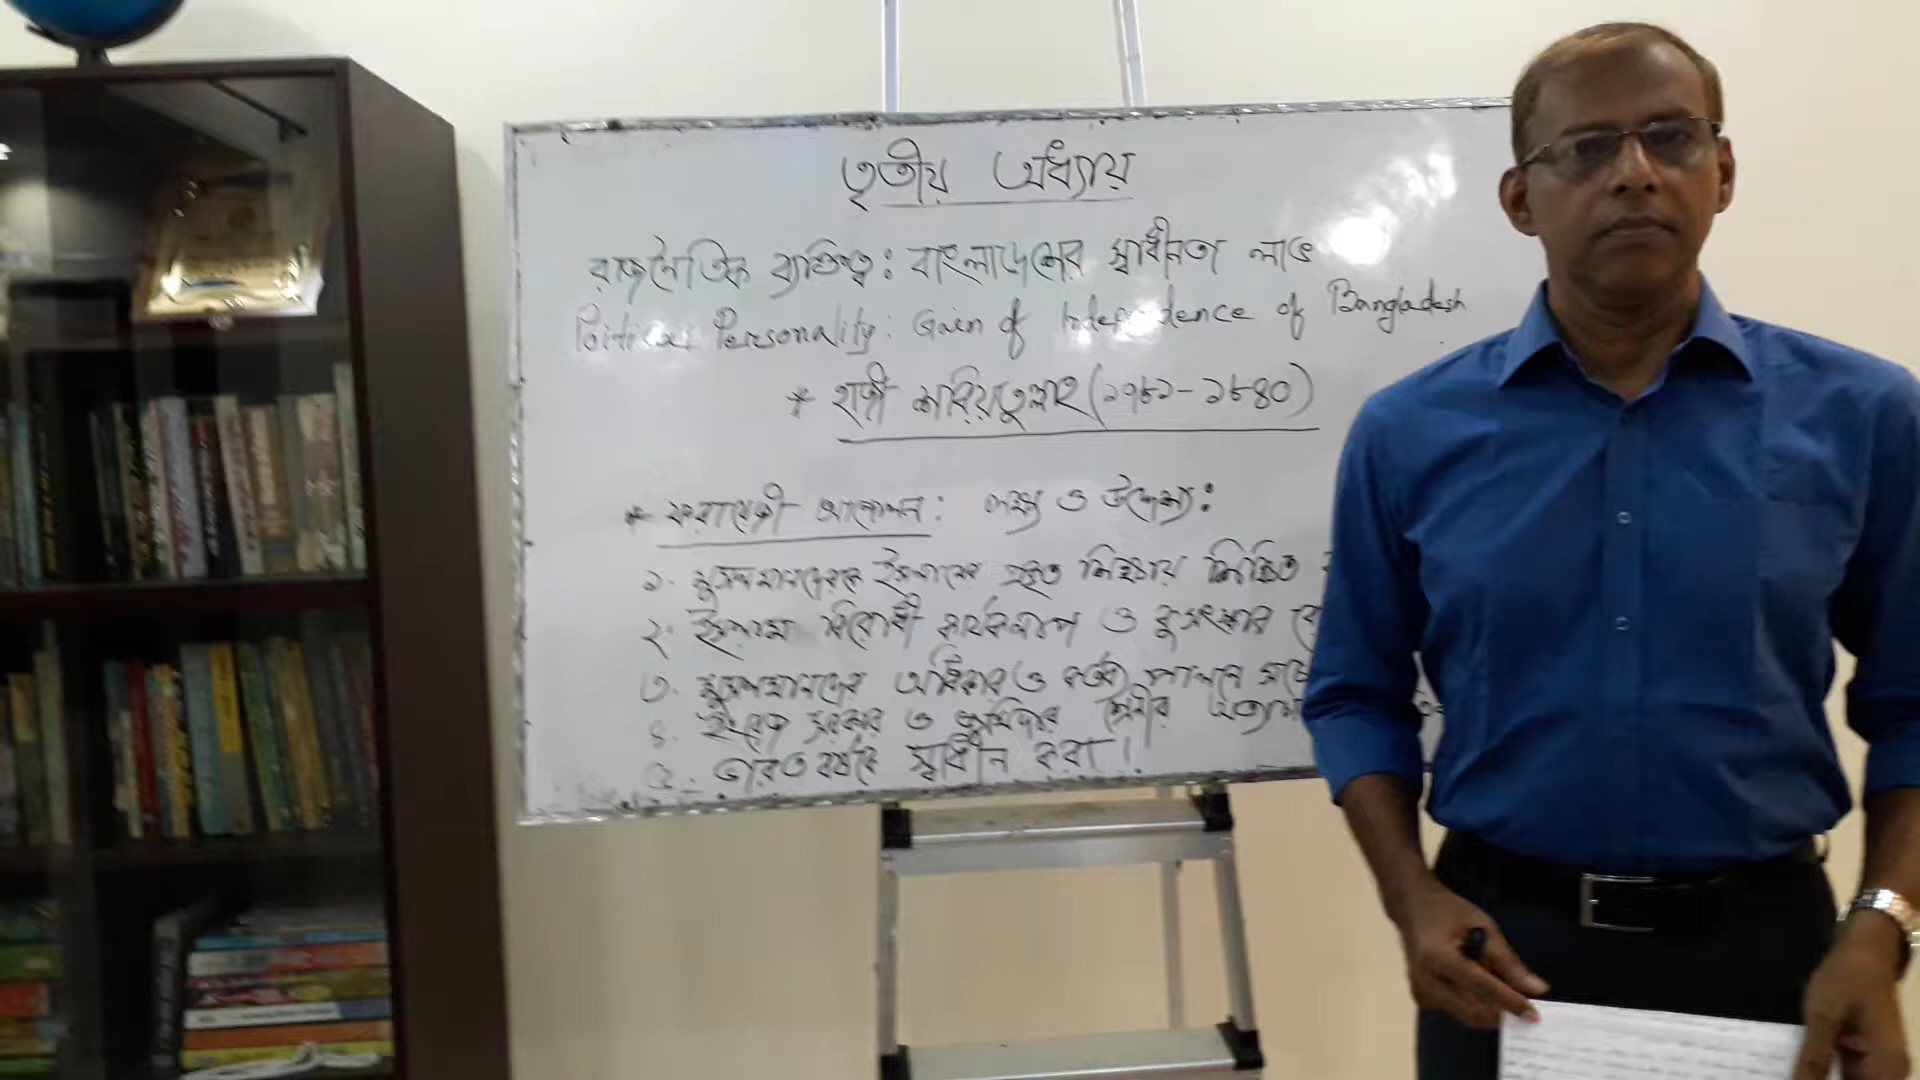 তৃতীয় অধ্যায়
রাজনৈতিক ব্যক্তিত্ব: বাংলাদেশের স্বাধীনতা লাভ
Political Personality: Gain of Independence of Bangladesh
* হাজী শরিয়তুল্লাহ (১৭৮১-১৮৪০)
* ফরায়েজী আন্দোলন: লক্ষ্য ও উদ্দেশ্য:
১. মুসলমানদেরকে ইসলামের প্রকৃত শিক্ষায় শিক্ষিত
২. ইসলাম বিরোধী কার্যকলাপ ও কুসংস্কার
৩. মুসলমানদের অধিকার ও কর্তব্য পালনে
৪. ইংরেজ সরকার ও জমিদার শ্রেণীর
৫. ভারতবর্ষকে স্বাধীন করা।